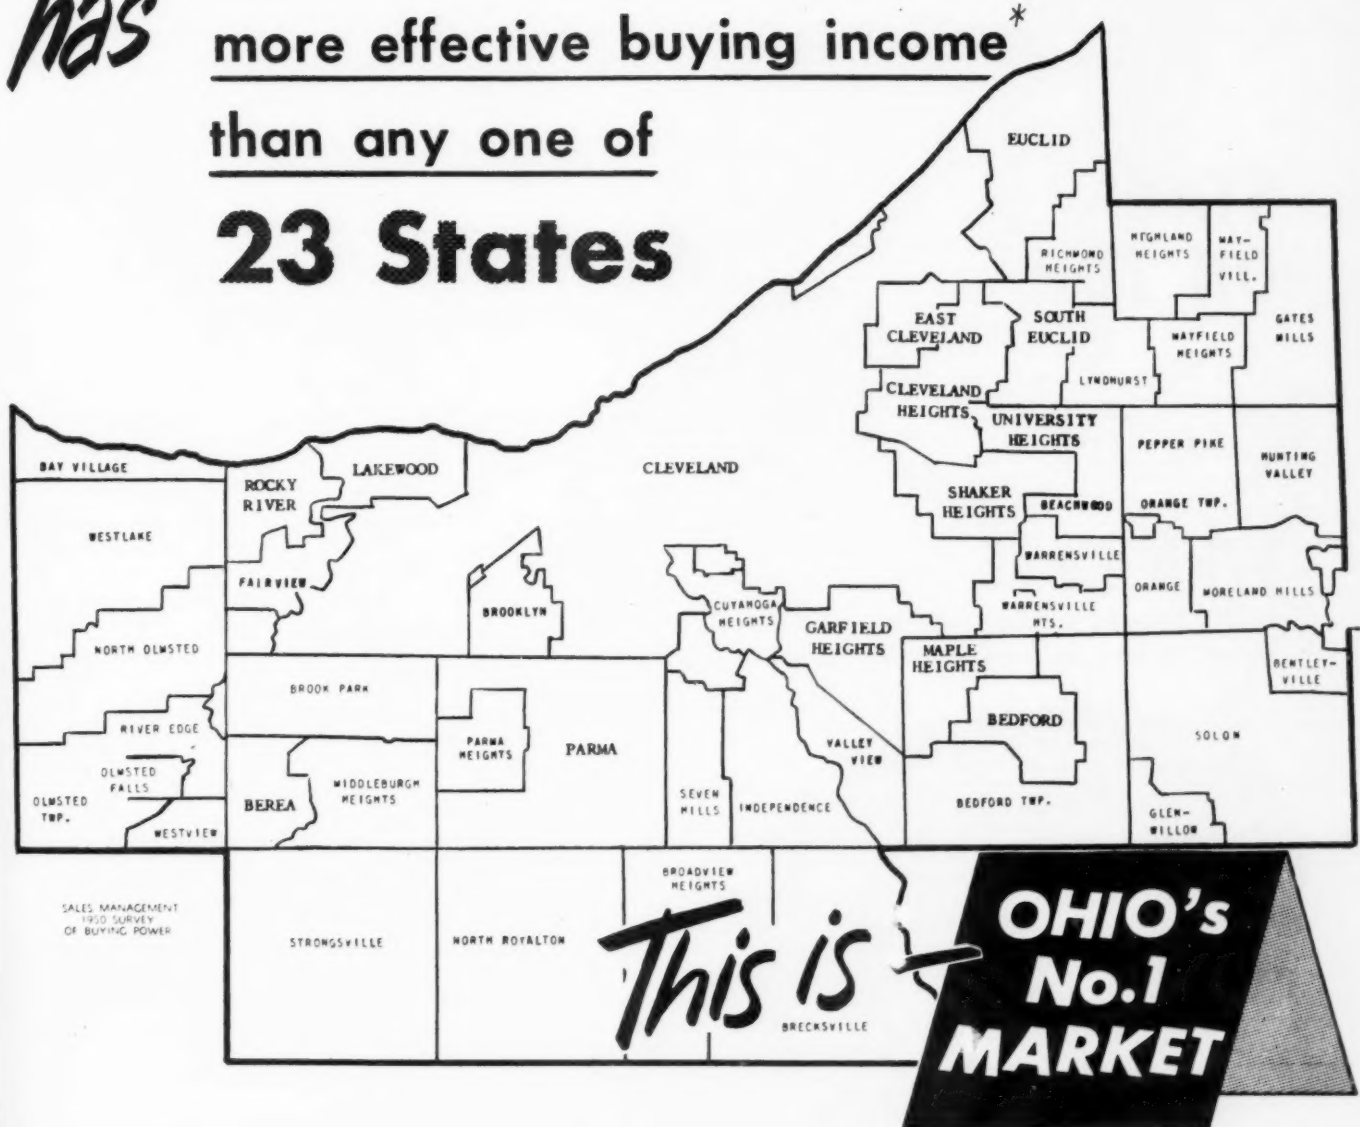 has
more effective buying income*
than any one of
23 States
EUCLID
RICHMOND
HEIGHTS
HIGHLAND
HEIGHTS
MAY-
FIELD
VILL.
GATES
MILLS
EAST
CLEVELAND
SOUTH
EUCLID
MAYFIELD
HEIGHTS
LYNDHURST
CLEVELAND
HEIGHTS
UNIVERSITY
HEIGHTS
PEPPER PIKE
HUNTING
VALLEY
BAY VILLAGE
ROCKY
RIVER
LAKEWOOD
CLEVELAND
SHAKER
HEIGHTS
BEACHWOOD
ORANGE TWP.
WESTLAKE
FAIRVIEW
BROOKLYN
CUYAHOGA
HEIGHTS
GARFIELD
HEIGHTS
WARRENSVILLE
WARRENSVILLE
HTS.
ORANGE
MORELAND HILLS
NORTH OLMSTED
MAPLE
HEIGHTS
BENTLEY-
VILLE
BROOK PARK
RIVER EDGE
PARMA
HEIGHTS
PARMA
VALLEY
VIEW
BEDFORD
SOLON
OLMSTED
FALLS
OLMSTED
TWP.
WESTVIEW
BEREA
MIDDLEBURGH
HEIGHTS
SEVEN
HILLS
INDEPENDENCE
BEDFORD TWP.
GLEN-
WILLOW
BROADVIEW
HEIGHTS
SALES MANAGEMENT
1950 SURVEY
OF BUYING POWER
STRONGSVILLE
NORTH ROYALTON
This is
BRECKSVILLE
OHIO's
No.1
MARKET